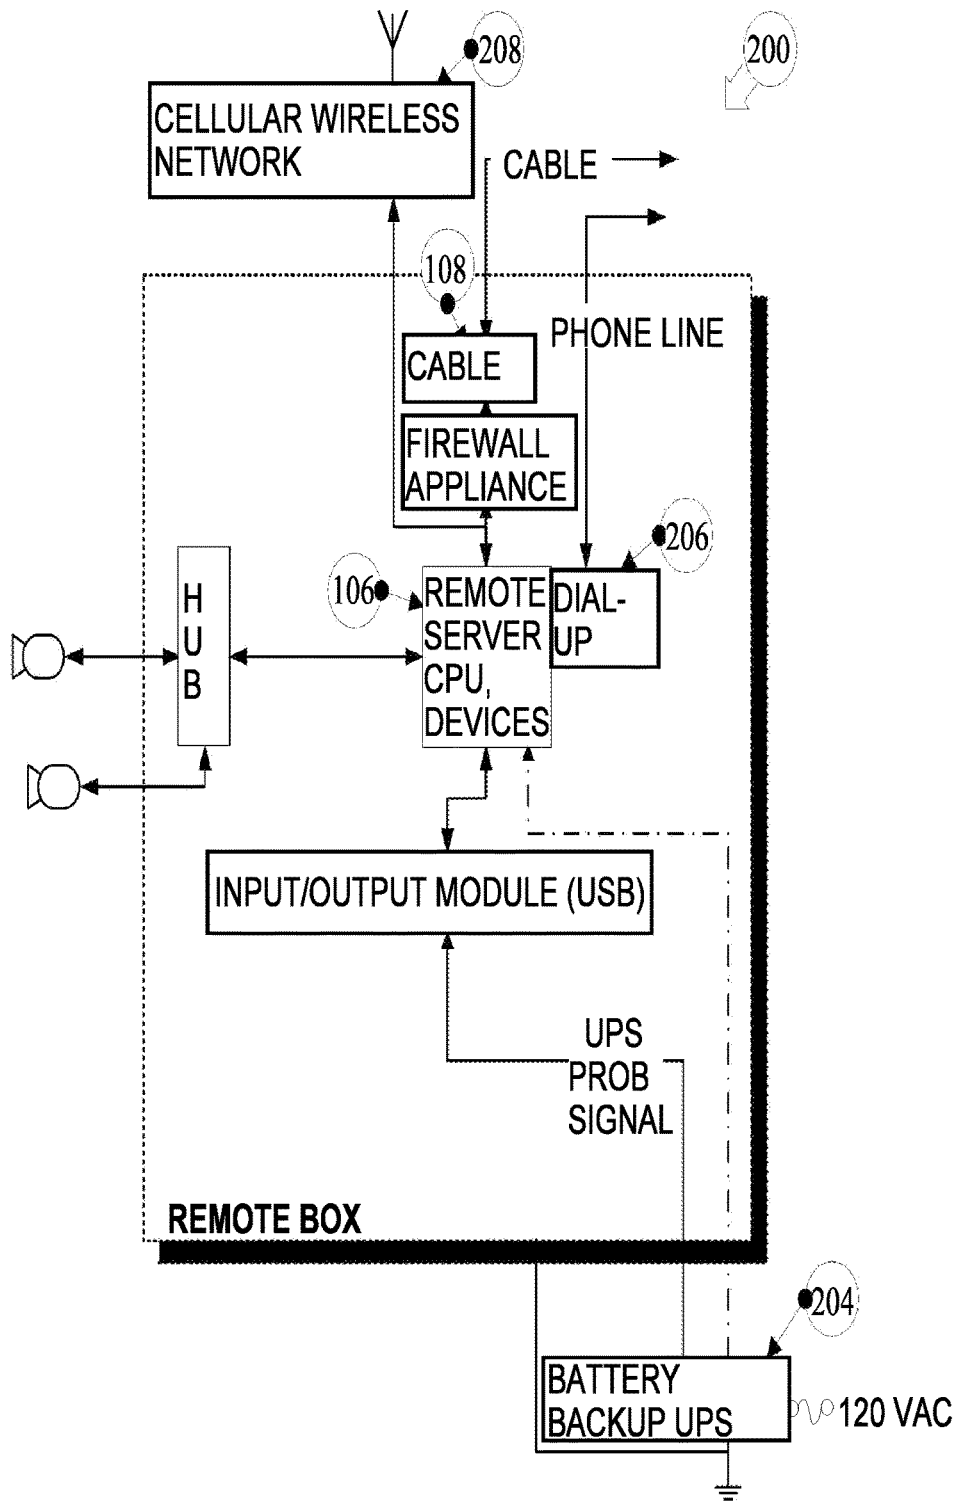 208
200
CELLULAR WIRELESS
NETWORK
CABLE
108
PHONE LINE
CABLE
FIREWALL
APPLIANCE
206
H
U
B
106
REMOTE
SERVER
CPU,
DEVICES
DIAL-
UP
INPUT/OUTPUT MODULE (USB)
UPS
PROB
SIGNAL
REMOTE BOX
204
BATTERY
BACKUP UPS
120 VAC